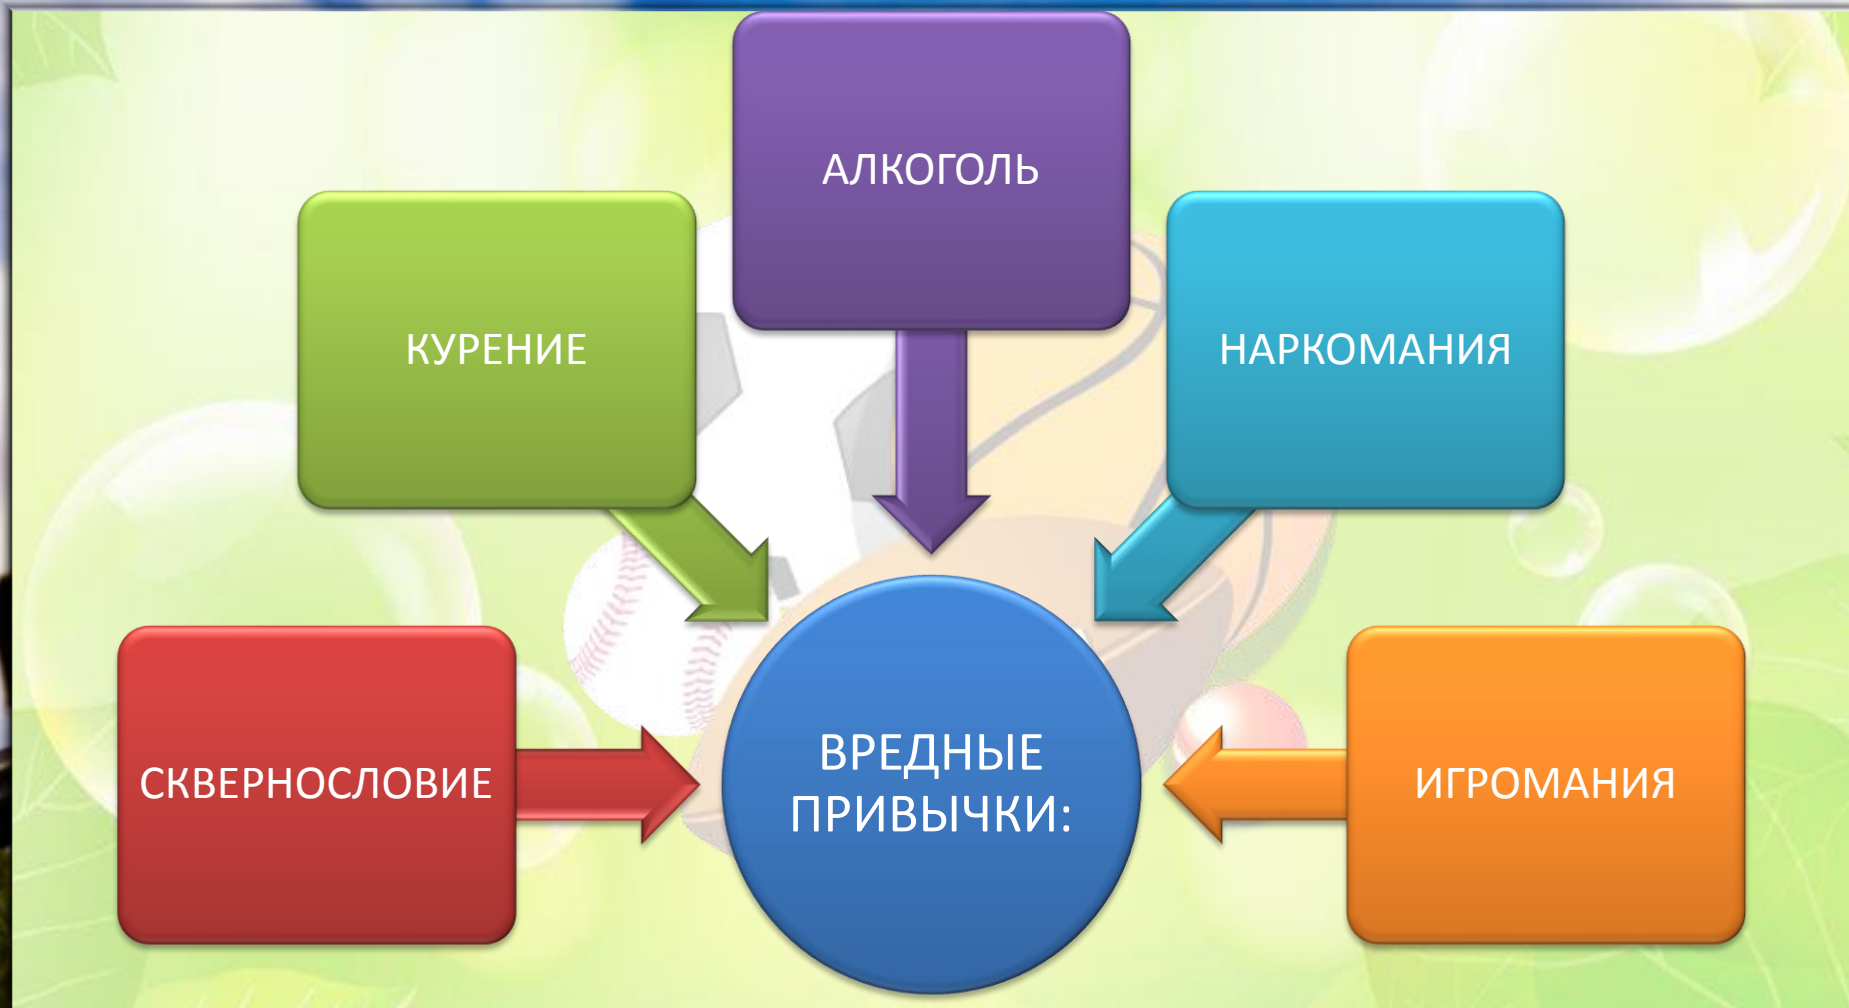 АЛКОГОЛЬ
КУРЕНИЕ
НАРКОМАНИЯ
СКВЕРНОСЛОВИЕ
ВРЕДНЫЕ
ПРИВЫЧКИ:
ИГРОМАНИЯ